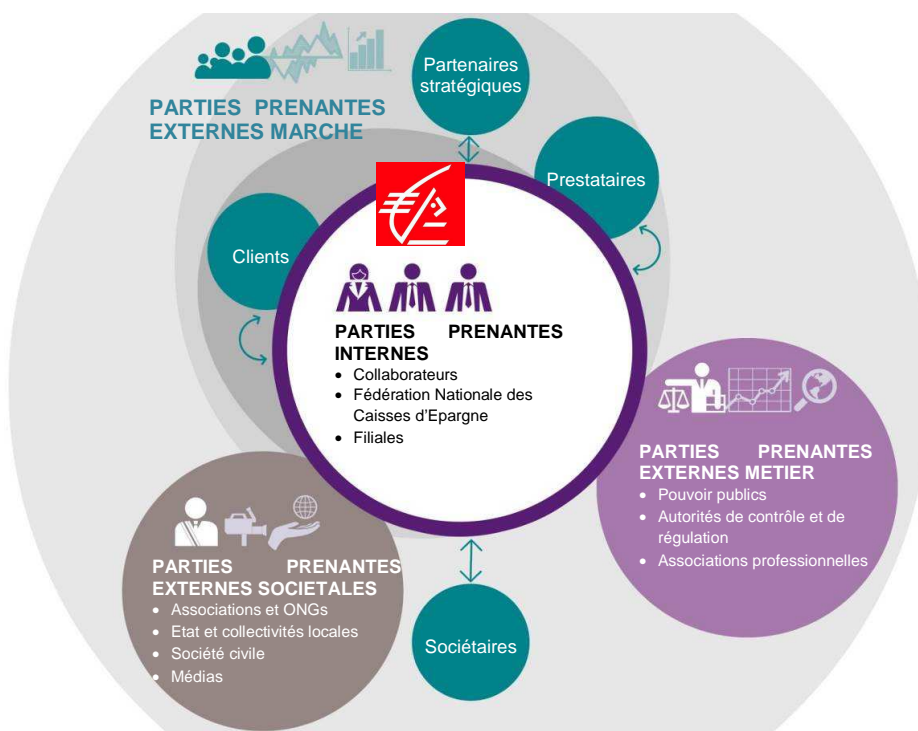 Partenaires
stratégiques
PARTIES PRENANTES
EXTERNES MARCHE
Prestataires
Clients
PARTIES PRENANTES
INTERNES
• Collaborateurs
• Fédération Nationale des
Caisses d'Epargne
• Filiales
PARTIES PRENANTES
EXTERNES METIER
• Pouvoir publics
• Autorités de contrôle et de
régulation
• Associations professionnelles
PARTIES PRENANTES
EXTERNES SOCIETALES
• Associations et ONGs
• Etat et collectivités locales
• Société civile
• Médias
Sociétaires